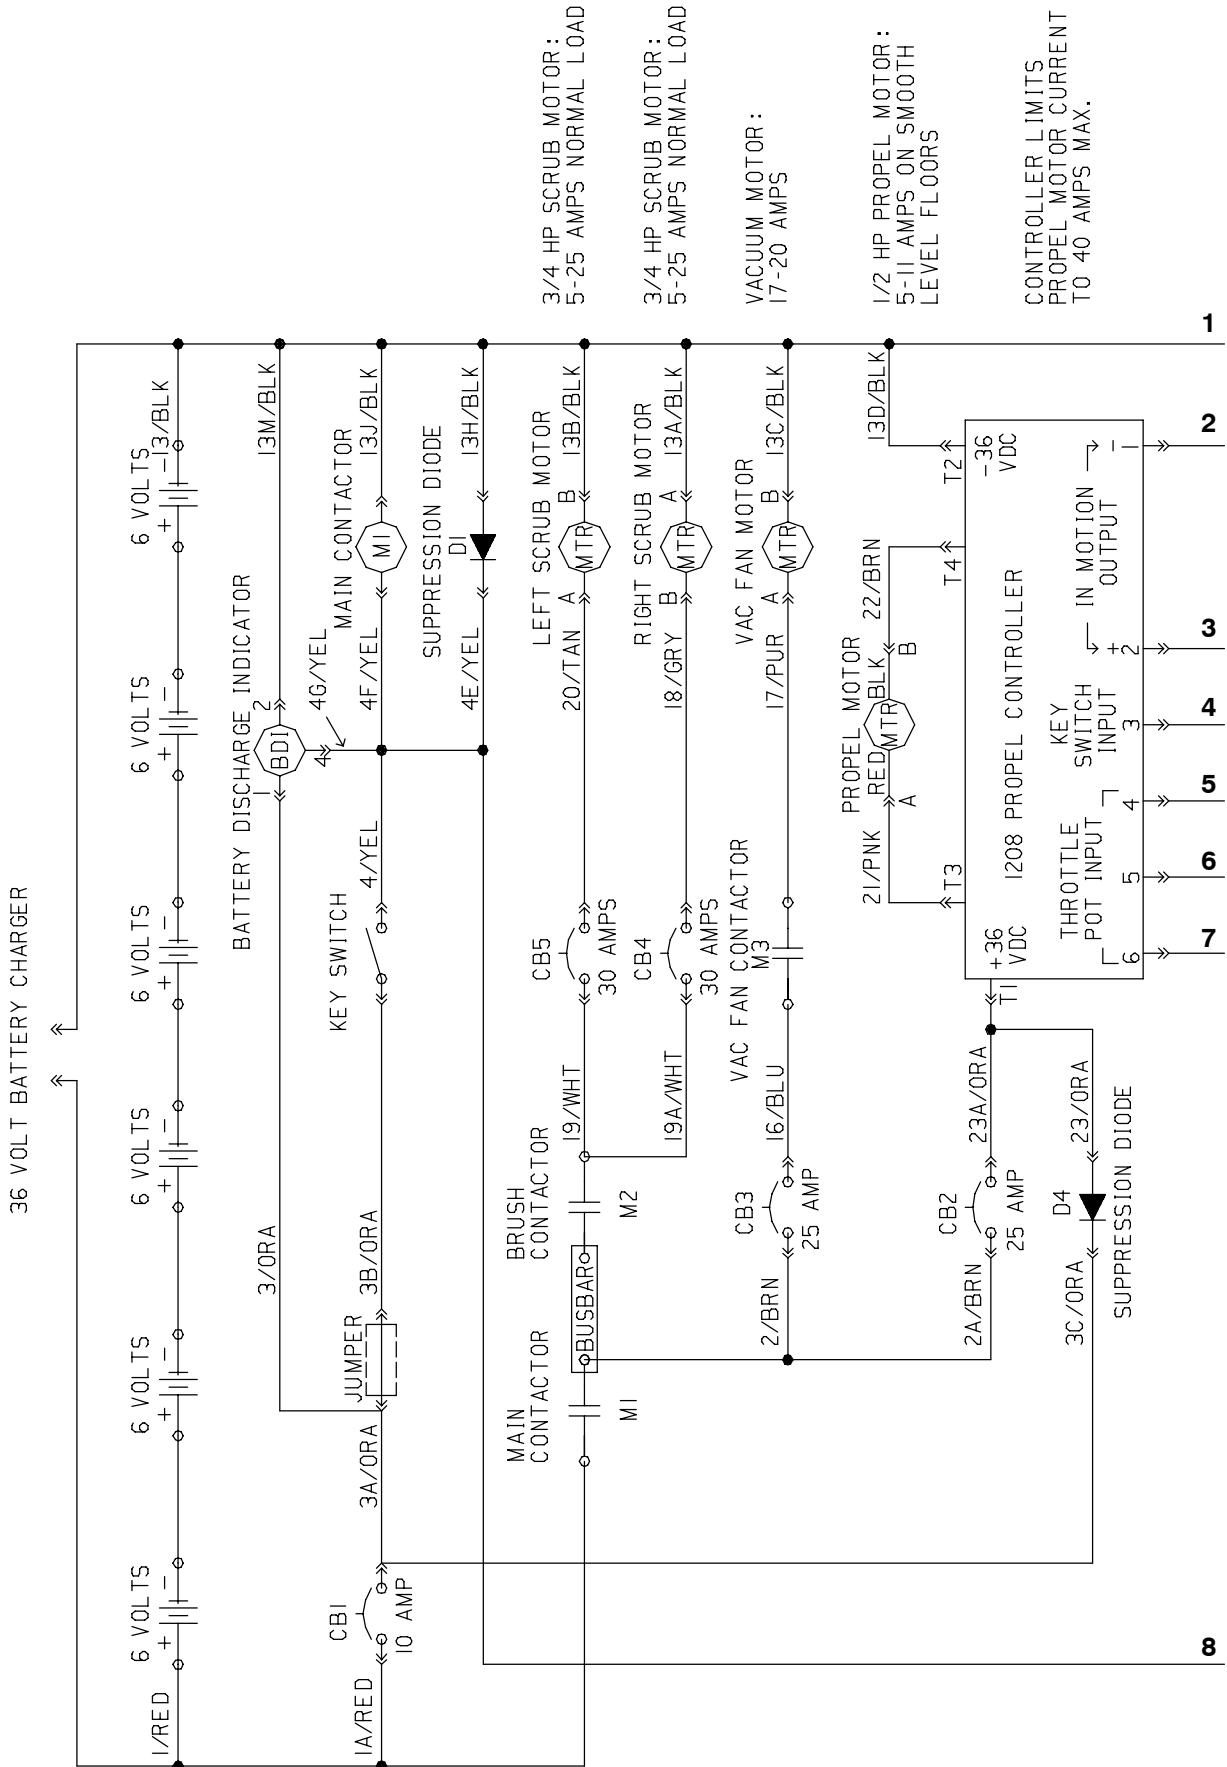 36 VOLT BATTERY CHARGER
1/RED
6 VOLTS
+ -
6 VOLTS
+ -
6 VOLTS
+ -
6 VOLTS
+ -
6 VOLTS
+ -
6 VOLTS
+ -
13/BLK
BATTERY DISCHARGE INDICATOR
3/ORA
1
BDI
2
4
13M/BLK
4G/YEL
1A/RED
CB1
10 AMP
3A/ORA
JUMPER
3B/ORA
KEY SWITCH
4/YEL
MAIN CONTACTOR
4F/YEL
M1
13J/BLK
SUPPRESSION DIODE
D1
4E/YEL
13H/BLK
MAIN
CONTACTOR
M1
BUSBAR
BRUSH
CONTACTOR
M2
19/WHT
CB5
30 AMPS
20/TAN
LEFT SCRUB MOTOR
A
MTR
B
13B/BLK
3/4 HP SCRUB MOTOR:
5-25 AMPS NORMAL LOAD
19A/WHT
CB4
30 AMPS
18/GRY
RIGHT SCRUB MOTOR
B
MTR
A
13A/BLK
3/4 HP SCRUB MOTOR:
5-25 AMPS NORMAL LOAD
2/BRN
CB3
25 AMP
16/BLU
VAC FAN CONTACTOR
M3
17/PUR
VAC FAN MOTOR
A
MTR
B
13C/BLK
VACUUM MOTOR:
17-20 AMPS
PROPEL MOTOR
21/PNK
A
RED
MTR
BLK
B
22/BRN
13D/BLK
1/2 HP PROPEL MOTOR:
5-11 AMPS ON SMOOTH
LEVEL FLOORS
2A/BRN
CB2
25 AMP
23A/ORA
T1
T3
T4
T2
+36
VDC
-36
VDC
1208 PROPEL CONTROLLER
CONTROLLER LIMITS
PROPEL MOTOR CURRENT
TO 40 AMPS MAX.
3C/ORA
D4
23/ORA
SUPPRESSION DIODE
THROTTLE
POT INPUT
KEY
SWITCH
INPUT
+ IN MOTION -
OUTPUT
6
5
4
3
2
1
8
7
6
5
4
3
2
1